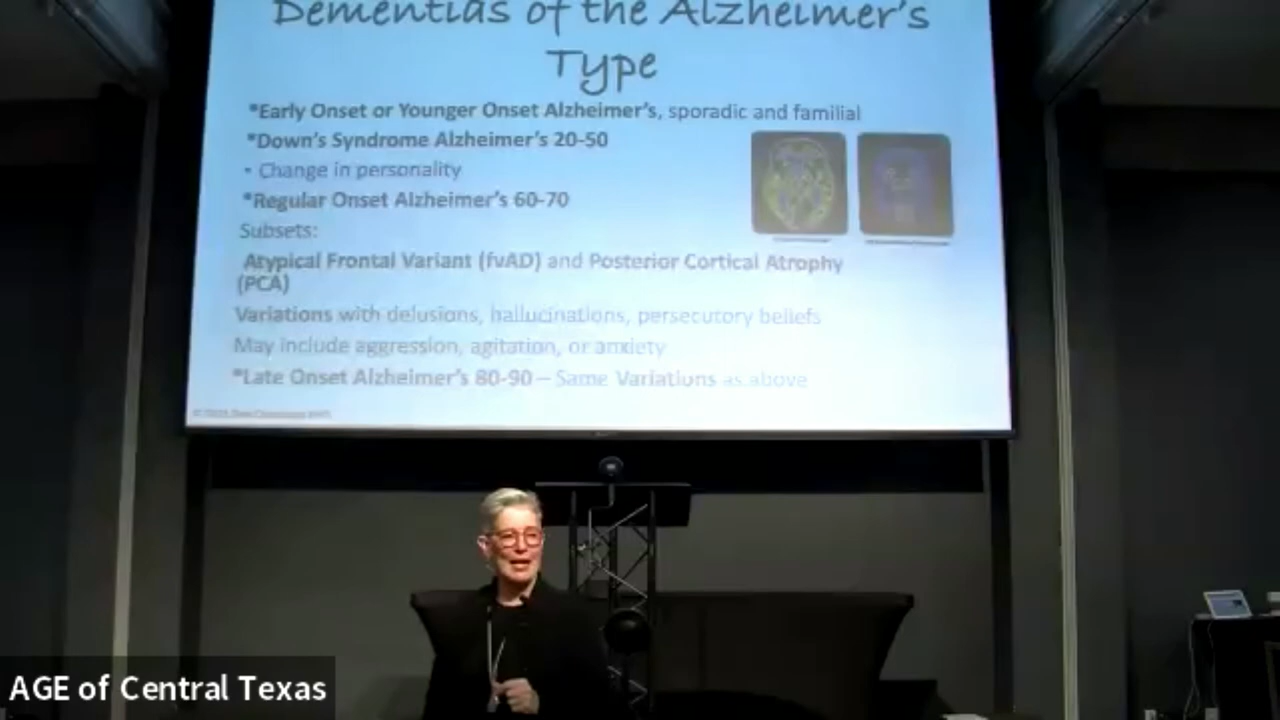 Dementias of the Alzheimer's
Type
*Early Onset or Younger Onset Alzheimer's, sporadic and familial
*Down's Syndrome Alzheimer's 20-50
• Change in personality
*Regular Onset Alzheimer's 60-70
Subsets:
Atypical Frontal Variant (fvAD) and Posterior Cortical Atrophy
(PCA)
Variations with delusions, hallucinations, persecutory beliefs
May include aggression, agitation, or anxiety
*Late Onset Alzheimer's 80-90 – Same Variations as above
AGE of Central Texas